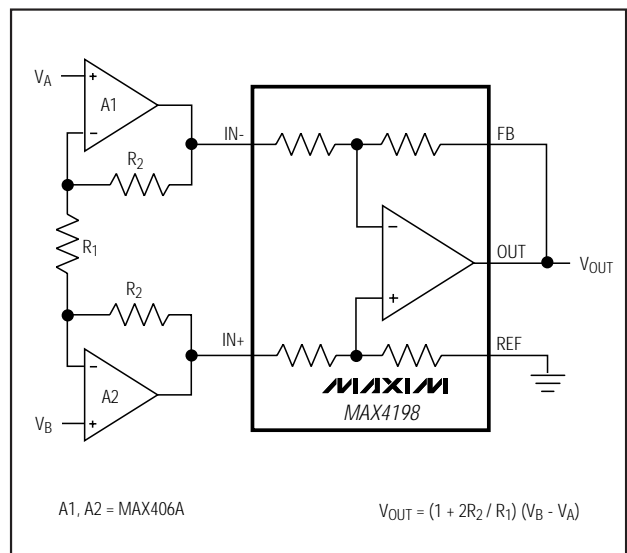 VA
+
A1
−
R2
R1
R2
−
A2
VB
+
IN-
FB
−
OUT
VOUT
+
IN+
REF
MAXIM
MAX4198
A1, A2 = MAX406A
VOUT = (1 + 2R2 / R1) (VB - VA)